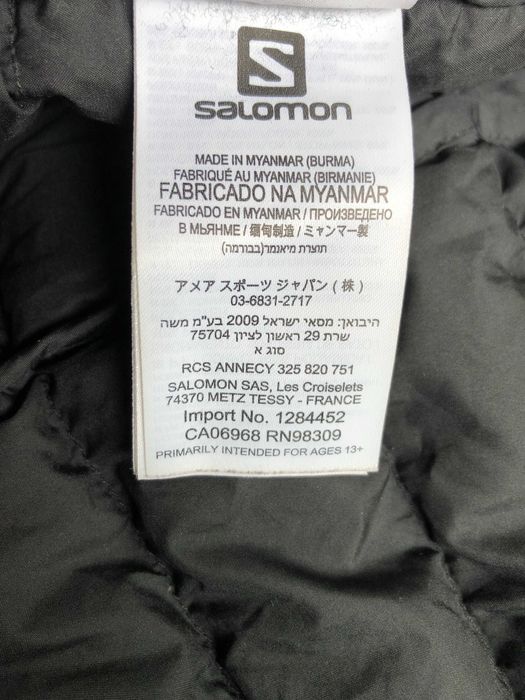 S
salomon
MADE IN MYANMAR (BURMA)
FABRIQUÉ AU MYANMAR (BIRMANIE)
FABRICADO NA MYANMAR
FABRICADO EN MYANMAR / ПРОИЗВЕДЕНО
В МЬЯНМЕ / 缅甸制造 / ミャンマー製
תוצרת מיאנמר(בבורמה)
アメア スポーツ ジャパン ( 株 )
03-6831-2717
היבואן: מסאי ישראל 2009 בע"מ משה
שרת 29 ראשון לציון 75704
סוג א
RCS ANNECY 325 820 751
SALOMON SAS, Les Croiselets
74370 METZ TESSY - FRANCE
Import No. 1284452
CA06968 RN98309
PRIMARILY INTENDED FOR AGES 13+